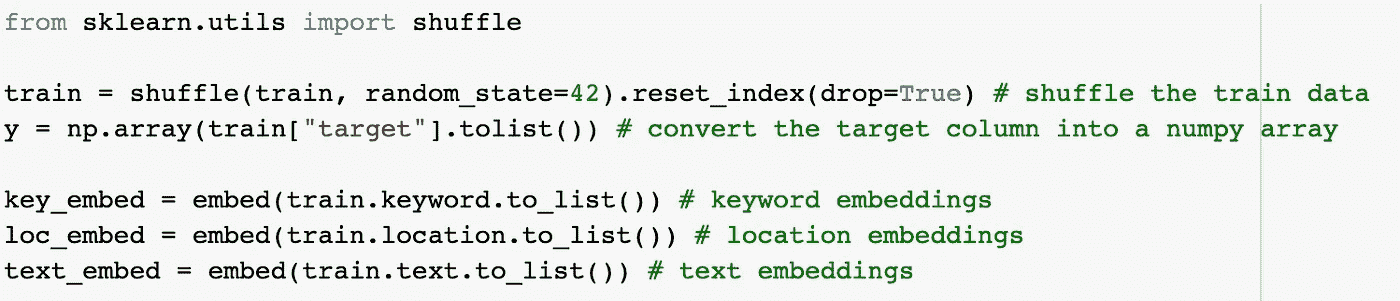 from sklearn.utils import shuffle
train = shuffle(train, random_state=42).reset_index(drop=True) # shuffle the train data
y = np.array(train["target"].tolist()) # convert the target column into a numpy array
key_embed = embed(train.keyword.to_list()) # keyword embeddings
loc_embed = embed(train.location.to_list()) # location embeddings
text_embed = embed(train.text.to_list()) # text embeddings